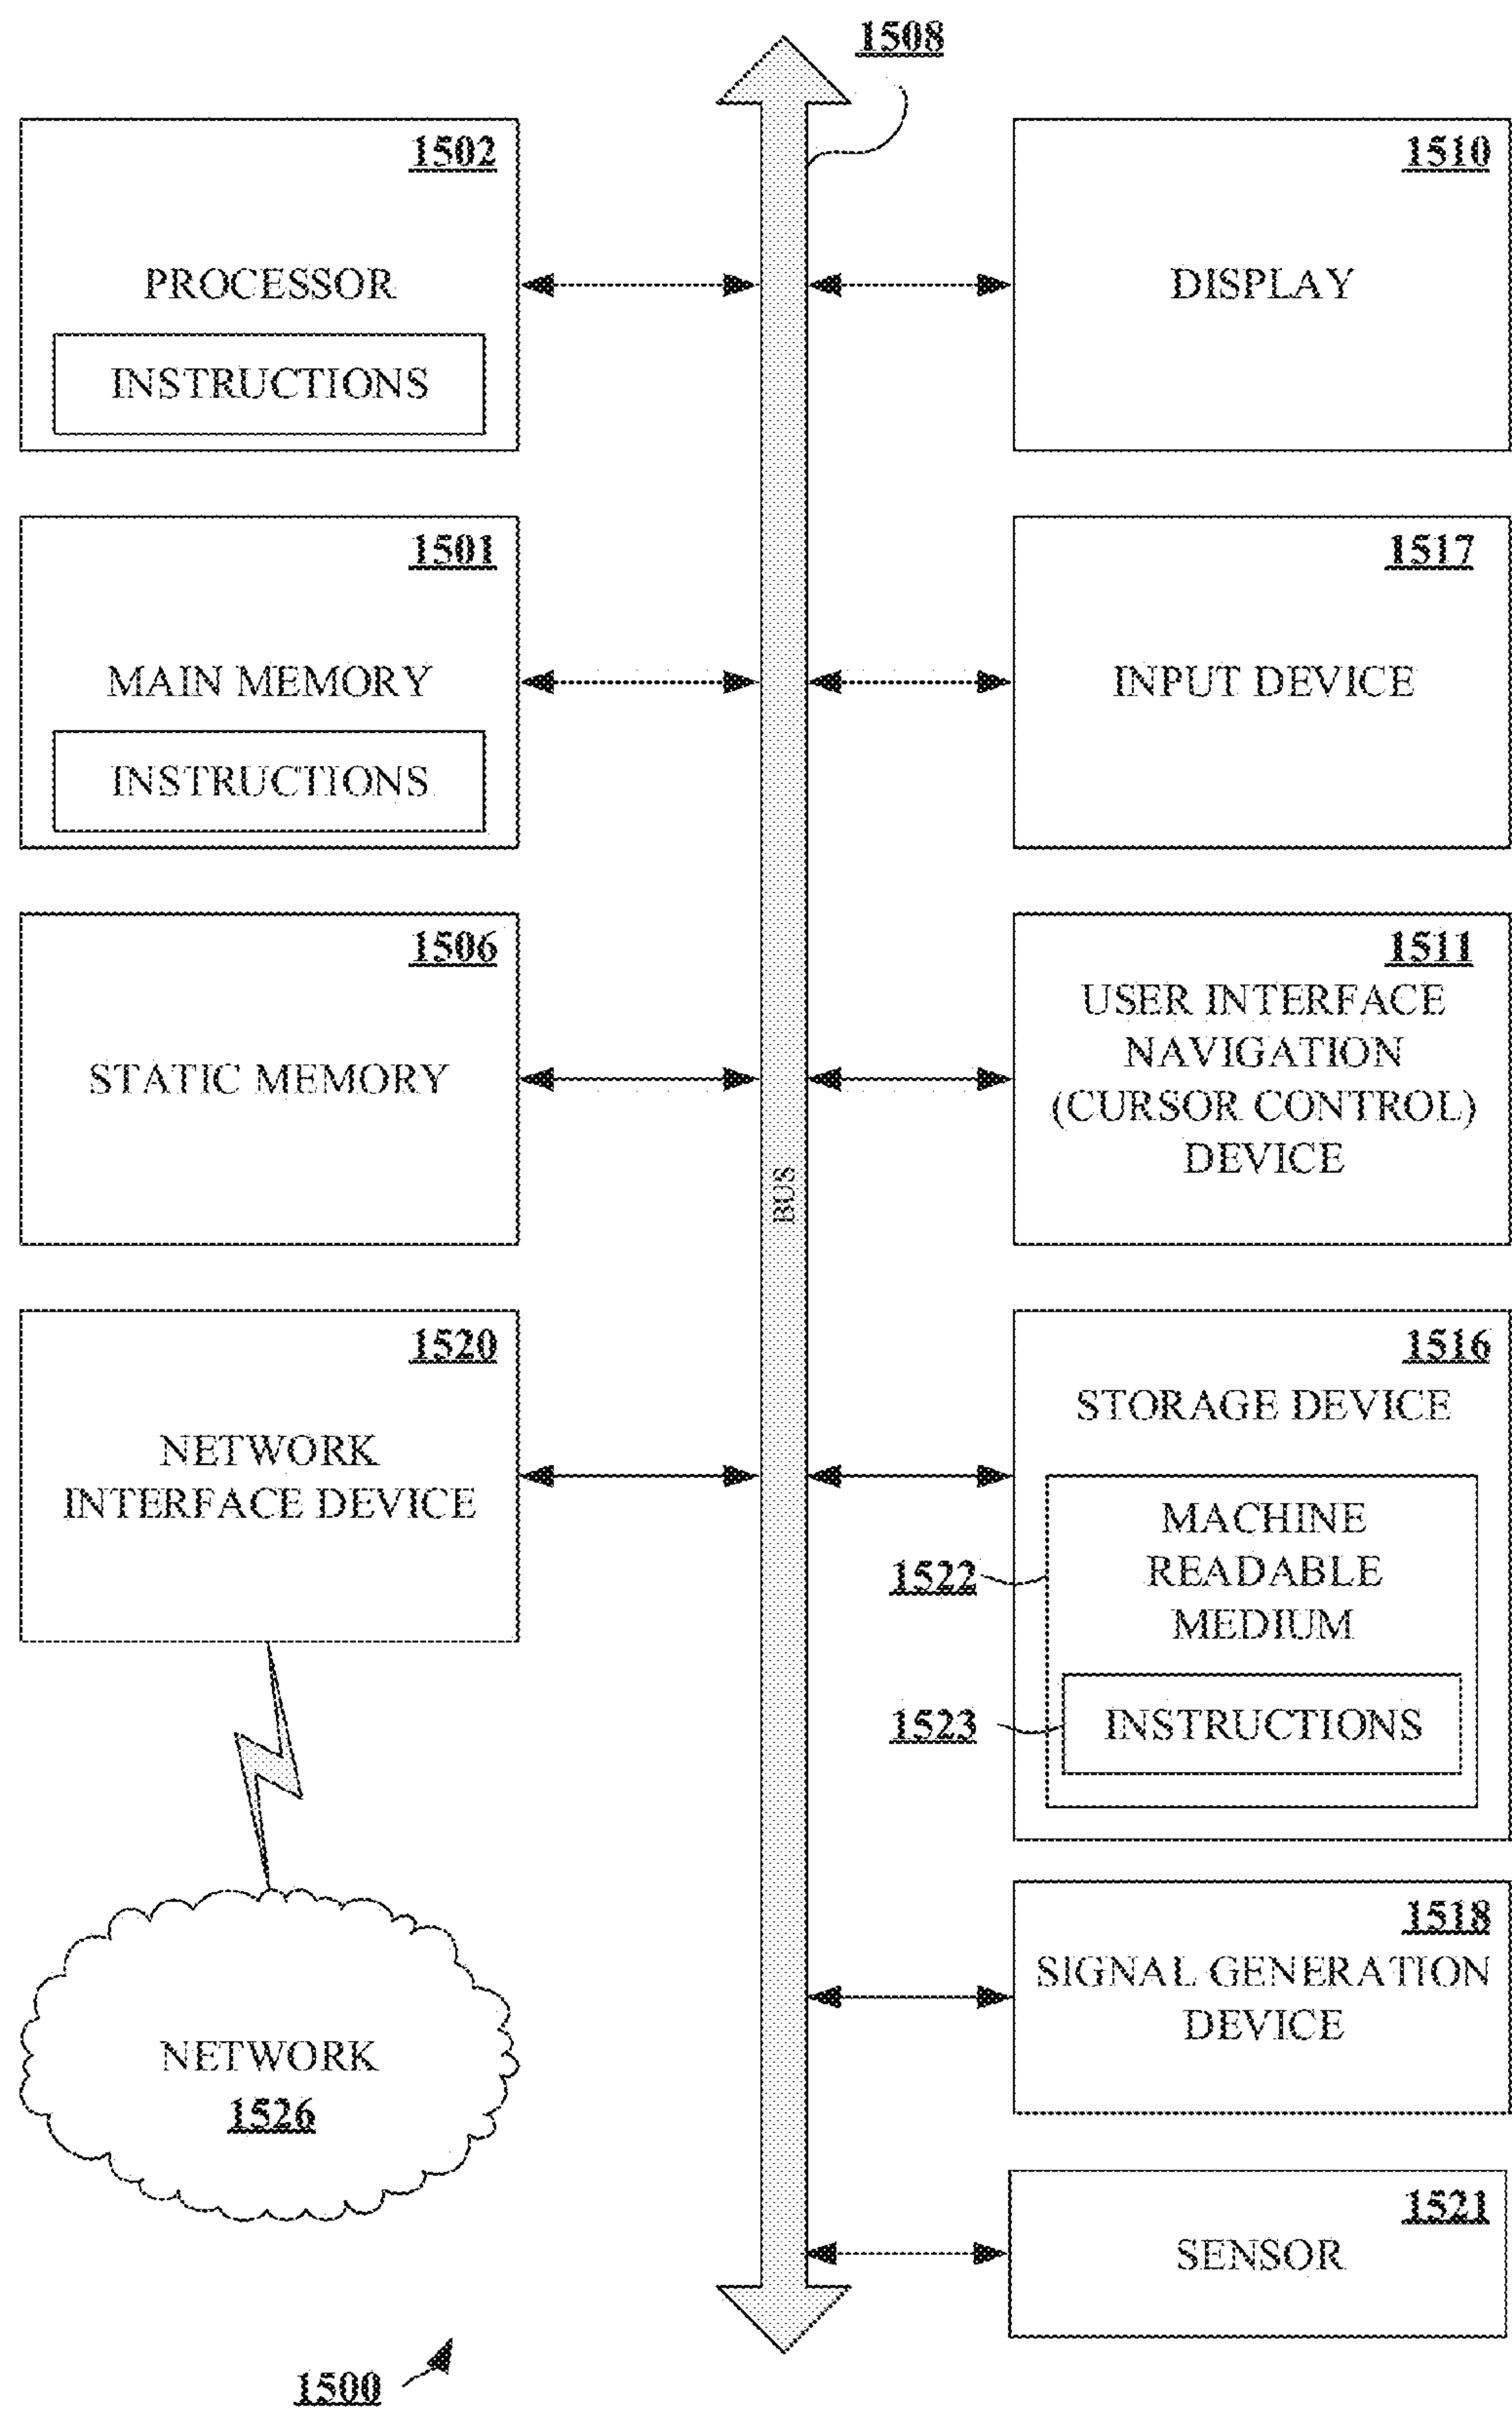 1508
1502
PROCESSOR
INSTRUCTIONS
1510
DISPLAY
1501
MAIN MEMORY
INSTRUCTIONS
1517
INPUT DEVICE
1506
STATIC MEMORY
1511
USER INTERFACE
NAVIGATION
(CURSOR CONTROL)
DEVICE
BUS
1520
NETWORK
INTERFACE DEVICE
1516
STORAGE DEVICE
1522
MACHINE
READABLE
MEDIUM
1523
INSTRUCTIONS
1518
SIGNAL GENERATION
DEVICE
NETWORK
1526
1521
SENSOR
1500